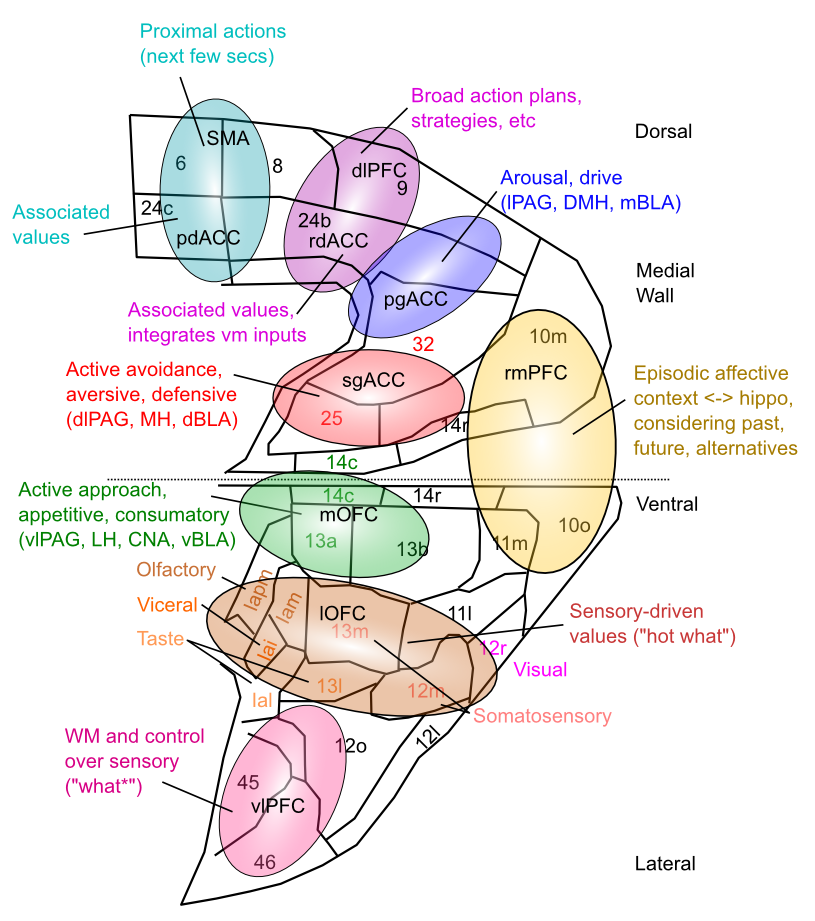 Proximal actions
(next few secs)
Broad action plans,
strategies, etc
Dorsal
SMA
6
8
dlPFC
9
Arousal, drive
(lPAG, DMH, mBLA)
24c
Associated
values
pdACC
24b
rdACC
Medial
Wall
pgACC
Associated values,
integrates vm inputs
32
10m
Active avoidance,
aversive, defensive
(dlPAG, MH, dBLA)
sgACC
25
rmPFC
Episodic affective
context <-> hippo,
considering past,
future, alternatives
14r
14c
Active approach,
appetitive, consumatory
(vlPAG, LH, CNA, vBLA)
14c
14r
mOFC
13a
13b
11m
10o
Ventral
Olfactory
Viceral
Taste
Iapm
Iam
Iai
Ial
lOFC
13m
13l
12m
11l
12r
Sensory-driven
values ("hot what")
Visual
Somatosensory
WM and control
over sensory
("what*")
12o
12l
45
vlPFC
46
Lateral